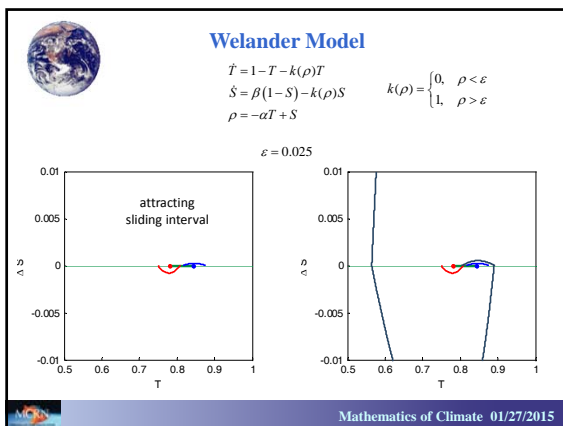 Welander Model
Ṫ = 1 − T − k(ρ)T
Ṡ = β(1 − S) − k(ρ)S
ρ = −αT + S
k(ρ) = {0, ρ < ε
1, ρ > ε
ε = 0.025
0.01
0.005
0
-0.005
-0.01
Δ S
attracting
sliding interval
0.5 0.6 0.7 0.8 0.9 1
T
0.01
0.005
0
-0.005
-0.01
Δ S
0.5 0.6 0.7 0.8 0.9 1
T
MCRN
Mathematics of Climate 01/27/2015